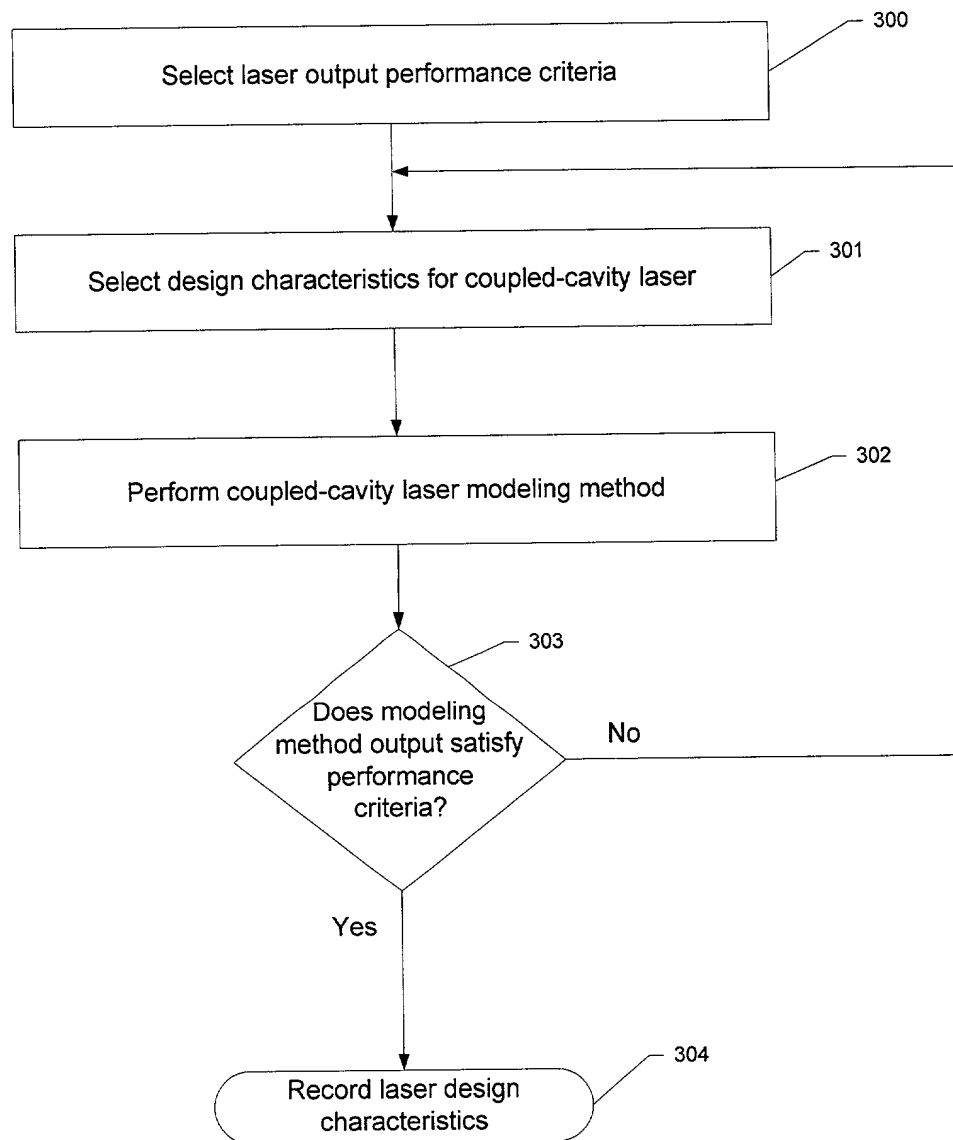 300
Select laser output performance criteria
301
Select design characteristics for coupled-cavity laser
302
Perform coupled-cavity laser modeling method
303
Does modeling
method output satisfy
performance
criteria?
No
Yes
304
Record laser design
characteristics